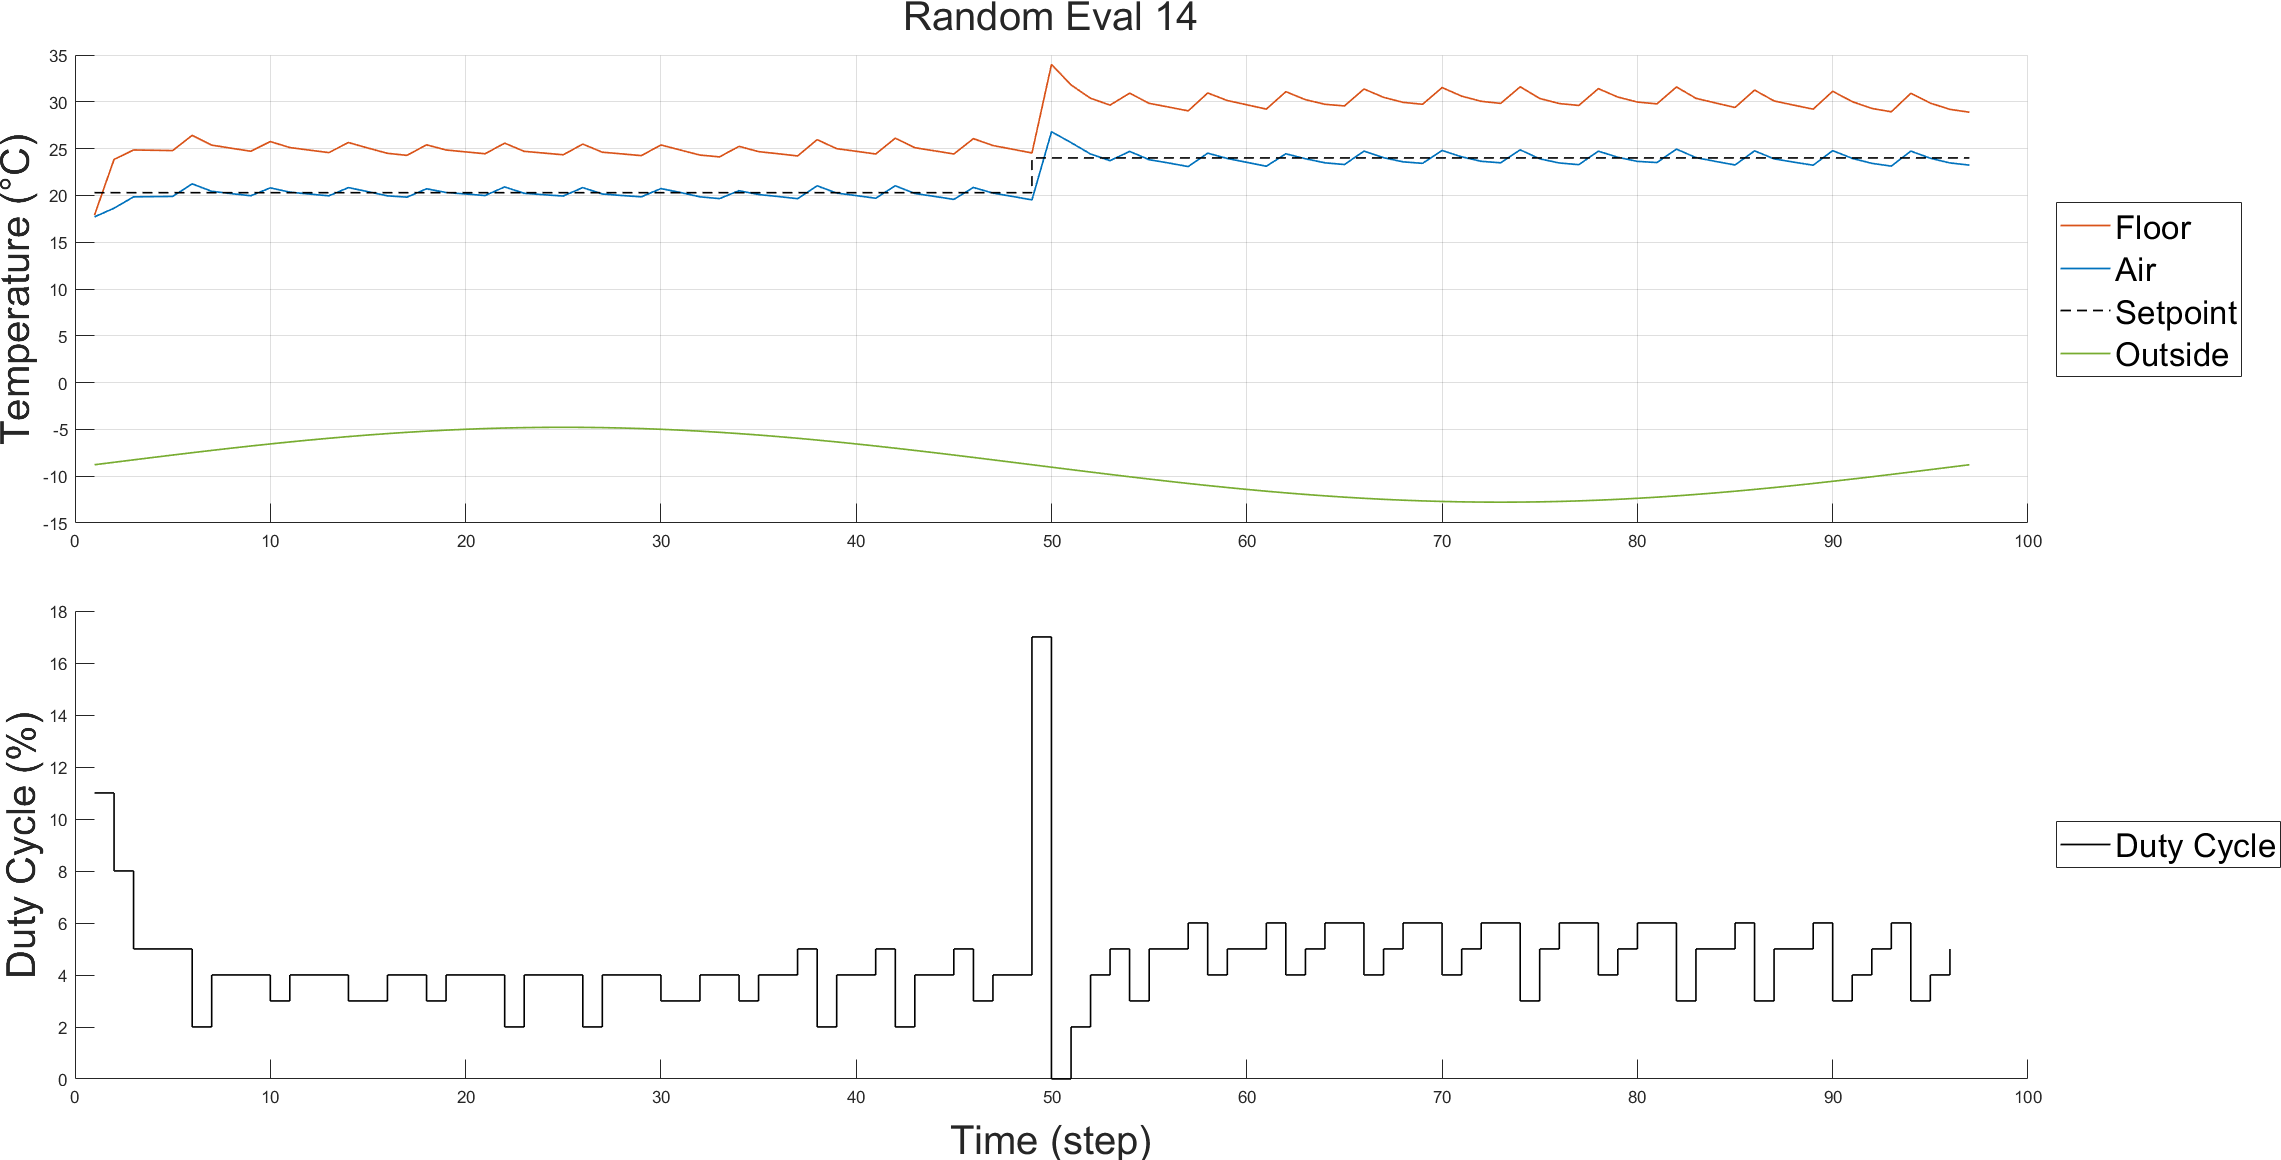 Random Eval 14
35
30
25
20
15
10
5
0
-5
-10
-15
Temperature (°C)
0 10 20 30 40 50 60 70 80 90 100
Floor
Air
Setpoint
Outside
18
16
14
12
10
8
6
4
2
0
Duty Cycle (%)
0 10 20 30 40 50 60 70 80 90 100
Time (step)
Duty Cycle